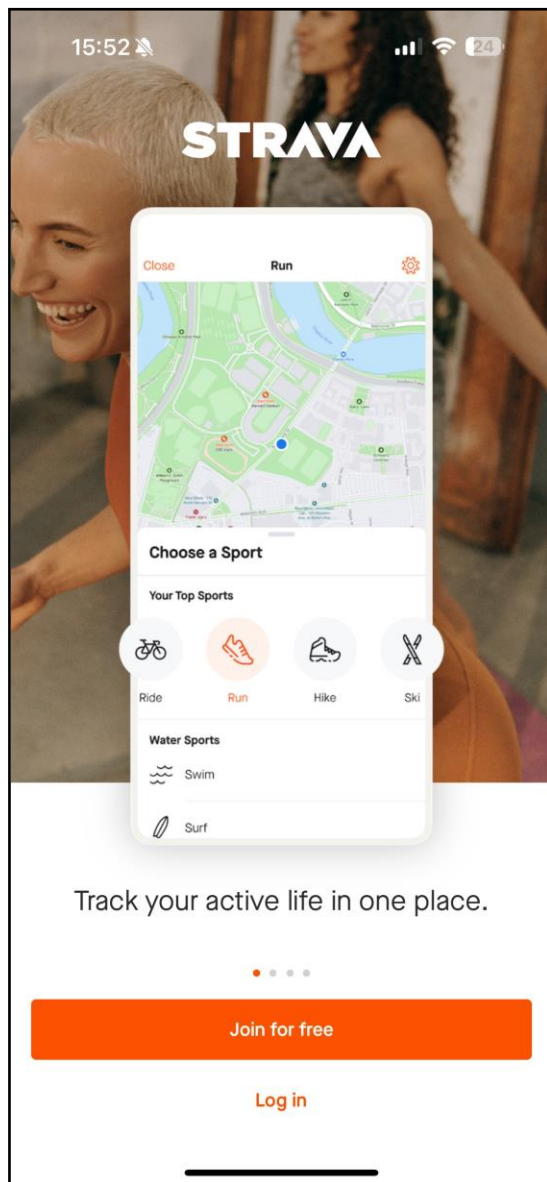 15:52
24
STRAVA
Close Run
Choose a Sport
Your Top Sports
Ride Run Hike Ski
Water Sports
Swim
Surf
Track your active life in one place.
Join for free
Log in